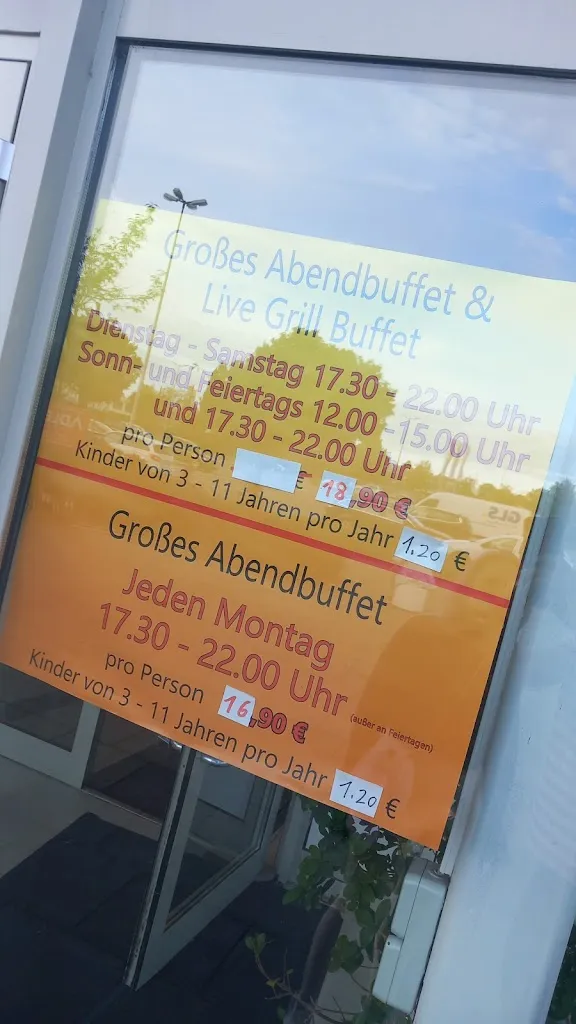 Großes Abendbuffet &
Live Grill Buffet
Dienstag - Samstag 17.30 - 22.00 Uhr
Sonn- und Feiertags 12.00 -15.00 Uhr
und 17.30 - 22.00 Uhr
pro Person € 18,90 €
Kinder von 3 - 11 Jahren pro Jahr 1.20 €
Großes Abendbuffet
Jeden Montag
17.30 - 22.00 Uhr (außer an Feiertagen)
pro Person 16,90 €
Kinder von 3 - 11 Jahren pro Jahr 1.20 €
GLS